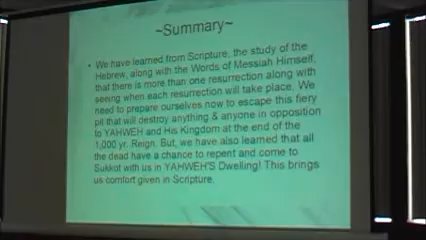 ~Summary~
• We have learned from Scripture, the study of the
Hebrew, along with the Words of Messiah Himself,
that there is more than one resurrection along with
seeing when each resurrection will take place. We
need to prepare ourselves now to escape this fiery
pit that will destroy anything & anyone in opposition
to YAHWEH and His Kingdom at the end of the
1,000 yr. Reign. But, we have also learned that all
the dead have a chance to repent and come to
Sukkot with us in YAHWEH'S Dwelling! This brings
us comfort given in Scripture.